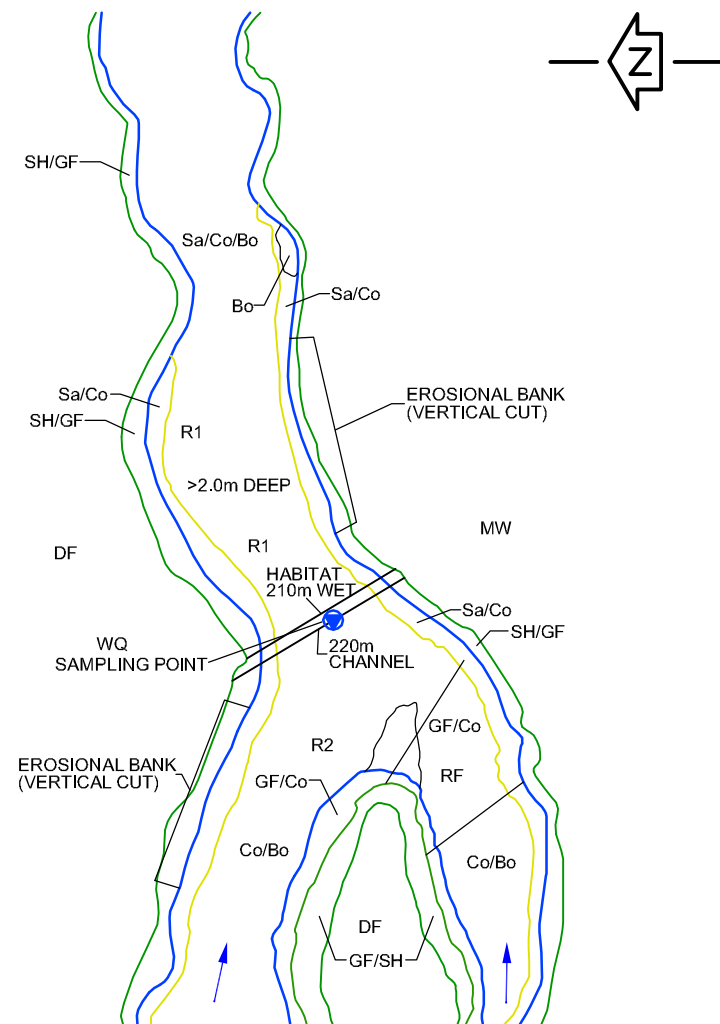 Z
SH/GF
Sa/Co/Bo
Bo
Sa/Co
Sa/Co
SH/GF
R1
EROSIONAL BANK
(VERTICAL CUT)
>2.0m DEEP
MW
DF
R1
HABITAT
210m WET
Sa/Co
SH/GF
WQ
SAMPLING POINT
220m
CHANNEL
GF/Co
R2
EROSIONAL BANK
(VERTICAL CUT)
GF/Co
RF
Co/Bo
Co/Bo
DF
GF/SH